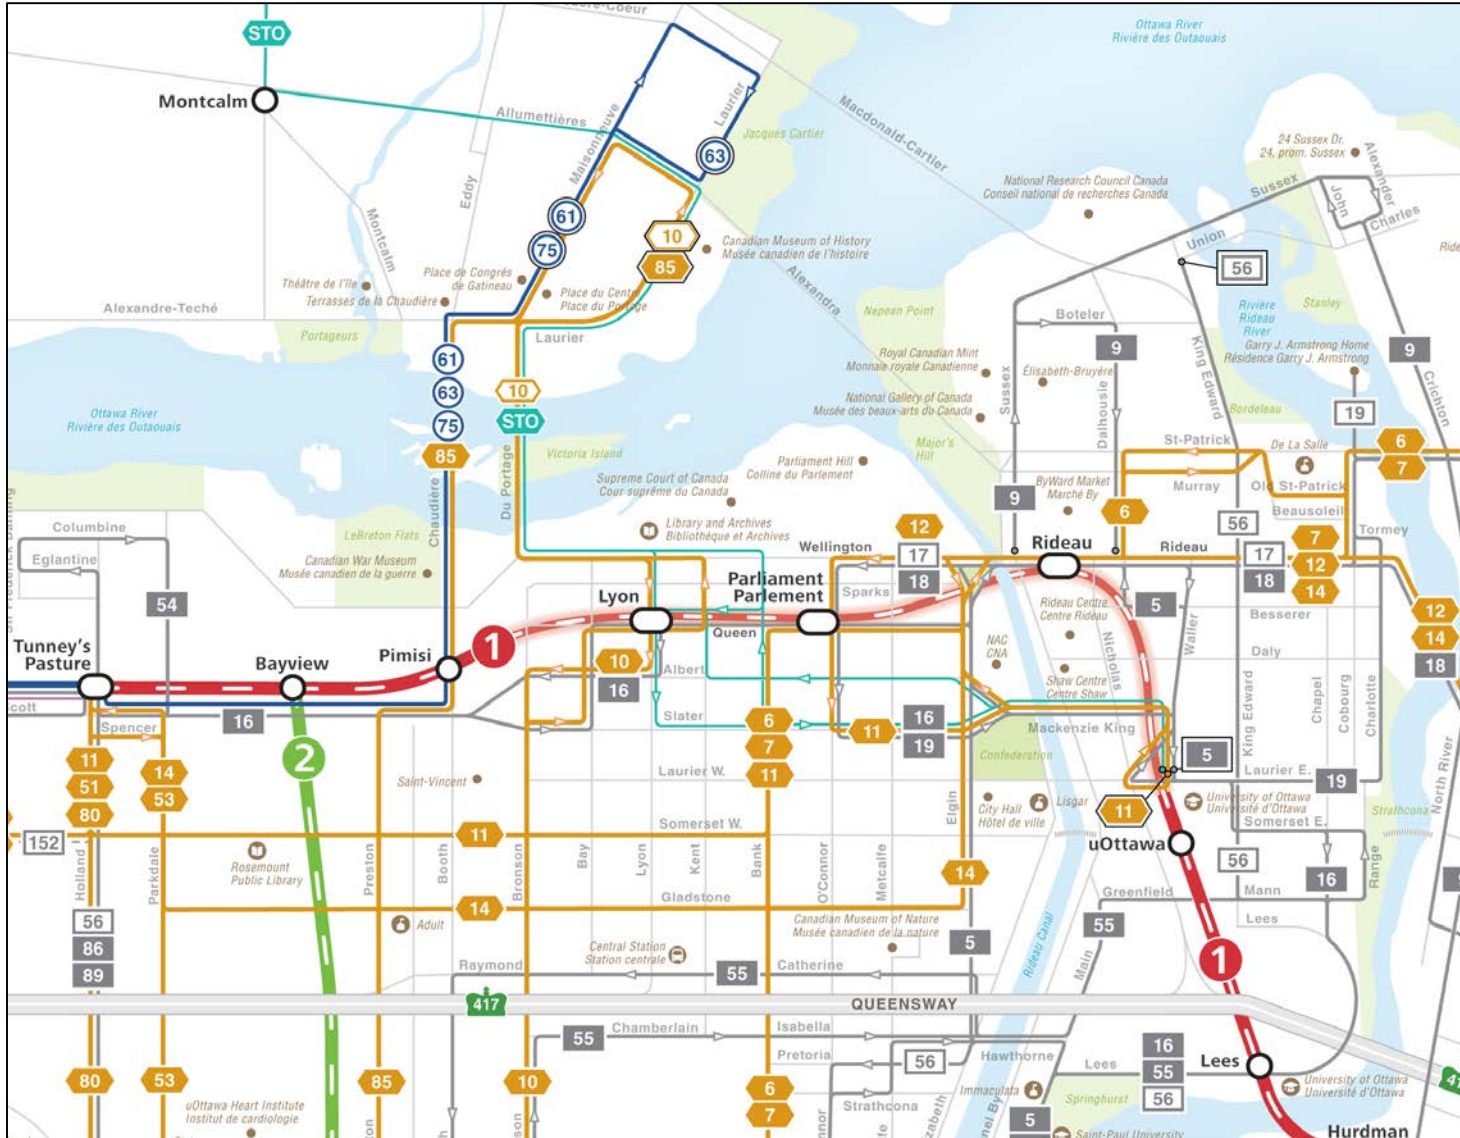 STO
Montcalm
Allumettières
Maisonneuve
Laurier
63
Jacques Cartier
Macdonald-Cartier
Ottawa River
Rivière des Outaouais
24 Sussex Dr.
24, prom. Sussex
Alexander
Sussex
John
Charles
Union
National Research Council Canada
Conseil national de recherches Canada
Eddy
Montcalm
61
75
10
85
Canadian Museum of History
Musée canadien de l'histoire
Alexandra
56
Rivière
Rideau
River
Stanley
Théâtre de l'île
Terrasses de la Chaudière
Place de Congrés
de Gatineau
Place du Centre
Place du Portage
Alexandre-Teché
Portageurs
Laurier
Nepean Point
Boteler
9
King Edward
Garry J. Armstrong Home
Résidence Garry J. Armstrong
9
Crichton
Royal Canadian Mint
Monnaie royale Canadienne
Élisabeth-Bruyère
Sussex
Dalhousie
National Gallery of Canada
Musée des beaux-arts du Canada
Major's
Hill
Bordeleau
19
61
63
75
85
10
STO
Ottawa River
Rivière des Outaouais
Victoria Island
Du Portage
Chaudière
Parliament Hill
Colline du Parlement
Supreme Court of Canada
Cour suprême du Canada
Library and Archives
Bibliothèque et Archives
St-Patrick
De La Salle
6
7
Murray
Old St-Patrick
Beausoleil
ByWard Market
Marché By
9
6
56
Tormey
Columbine
Eglantine
LeBreton Flats
Canadian War Museum
Musée canadien de la guerre
54
12
17
18
Wellington
Rideau
Rideau
17
18
7
12
14
Parliament
Parlement
Sparks
Lyon
Queen
Rideau Centre
Centre Rideau
5
Waller
Besserer
12
14
18
Tunney's
Pasture
Bayview
Pimisi
1
10
16
Albert
NAC
CNA
Nicholas
Daly
Shaw Centre
Centre Shaw
Scott
Spencer
16
Slater
6
7
11
11
16
19
Mackenzie King
Confederation
King Edward
Chapel
Cobourg
Charlotte
2
11
51
80
14
53
Saint-Vincent
Laurier W.
5
Laurier E.
19
North River
City Hall
Hôtel de ville
Lisgar
11
University of Ottawa
Université d'Ottawa
Strathcona
Somerset E.
152
11
Somerset W.
Elgin
uOttawa
56
Range
Rosemount
Public Library
Holland
Parkdale
Preston
Booth
Bronson
Bay
Lyon
Kent
Bank
O'Connor
Metcalfe
14
16
Greenfield
Mann
14
Gladstone
Lees
56
86
89
Adult
Canadian Museum of Nature
Musée canadien de la nature
5
Rideau Canal
55
Main
Central Station
Station centrale
Raymond
55
Catherine
1
417
QUEENSWAY
55
Chamberlain
Isabella
Pretoria
56
Hawthorne
Lees
16
55
56
Lees
University of Ottawa
Université d'Ottawa
80
53
85
10
6
7
Strathcona
Immaculata
5
Springhurst
uOttawa Heart Institute
Institut de cardiologie
Saint-Paul University
Hurdman